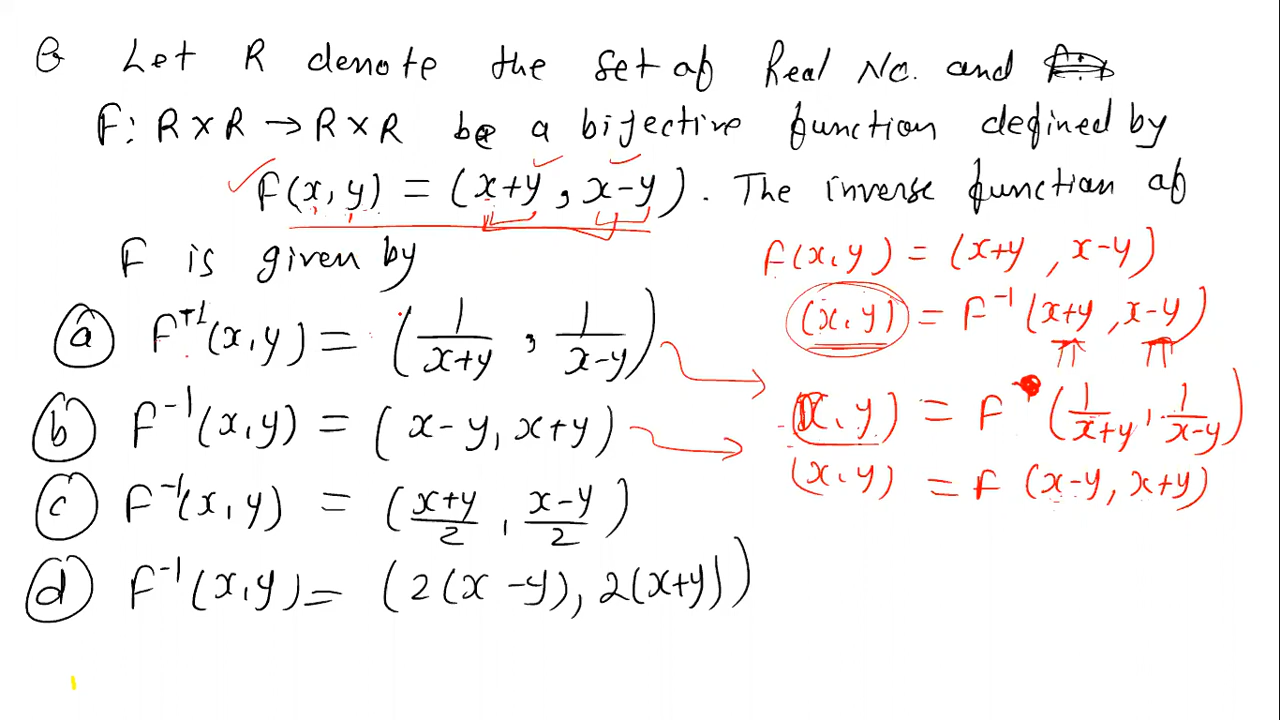 Q Let R denote the set of Real No. and
F: R×R → R×R be a bijective function defined by
F(x, y) = (x+y, x-y). The inverse function of
F is given by
(a) F⁻¹(x,y) = (1/(x+y), 1/(x-y))
(b) F⁻¹(x,y) = (x-y, x+y)
(c) F⁻¹(x,y) = ((x+y)/2, (x-y)/2)
(d) F⁻¹(x,y) = (2(x-y), 2(x+y))
F(x,y) = (x+y, x-y)
(x,y) = F⁻¹(x+y, x-y)
(x,y) = F (1/(x+y), 1/(x-y))
(x,y) = F (x-y, x+y)